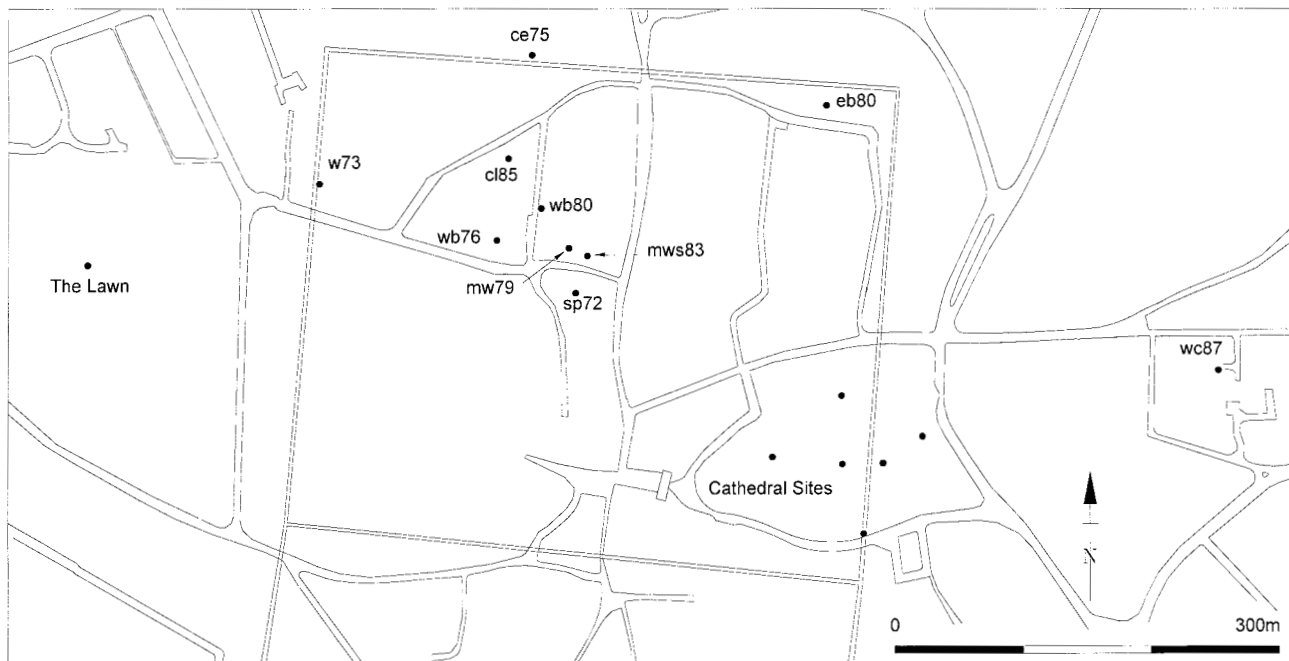 ce75
eb80
w73
cl85
wb80
wb76
mws83
The Lawn
mw79
sp72
wc87
Cathedral Sites
N
0 300m